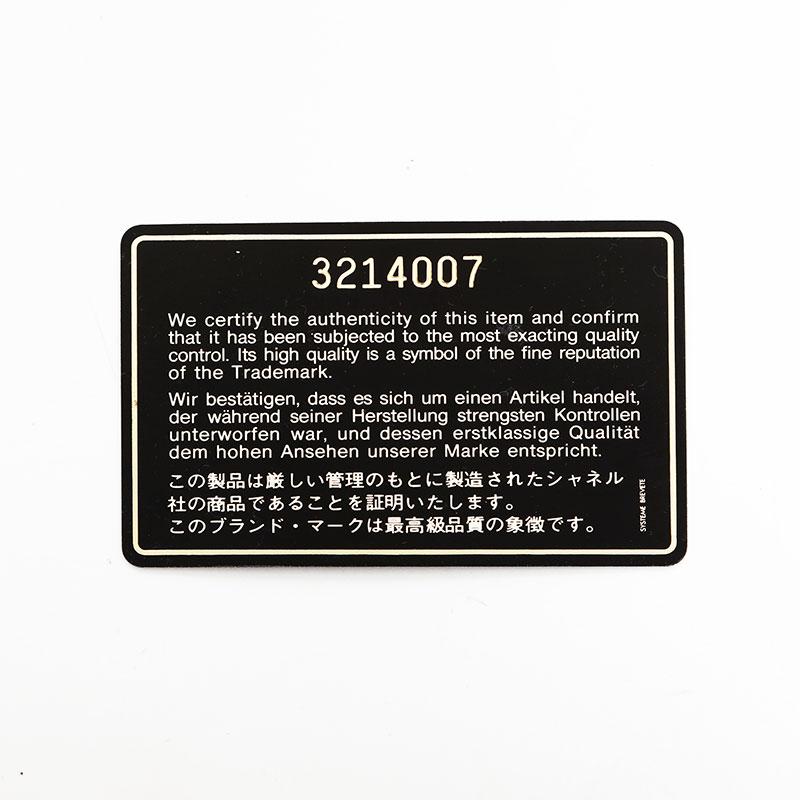 3214007
We certify the authenticity of this item and confirm
that it has been subjected to the most exacting quality
control. Its high quality is a symbol of the fine reputation
of the Trademark.
Wir bestätigen, dass es sich um einen Artikel handelt,
der während seiner Herstellung strengsten Kontrollen
unterworfen war, und dessen erstklassige Qualität
dem hohen Ansehen unserer Marke entspricht.
この製品は厳しい管理のもとに製造されたシャネル
社の商品であることを証明いたします。
このブランド・マークは最高級品質の象徴です。
SYSTEME BREVETE